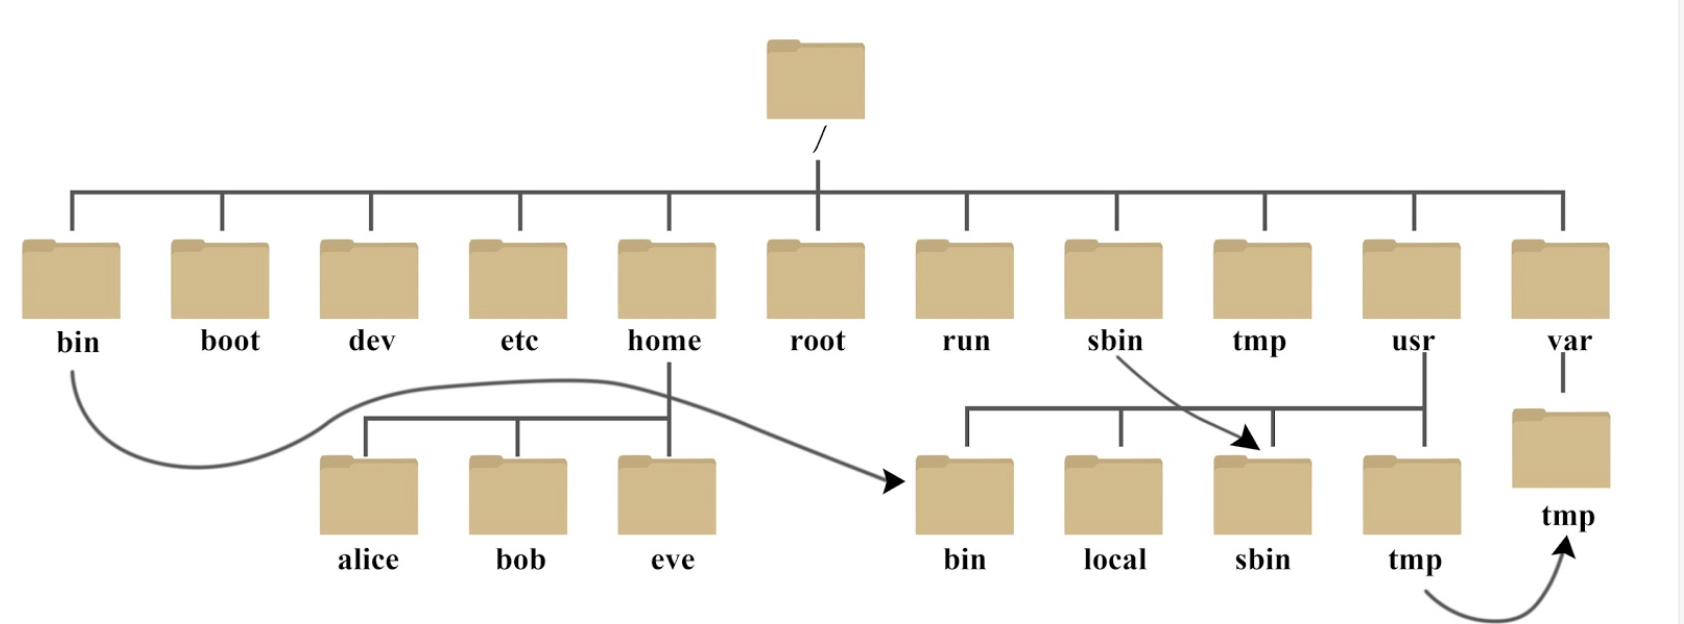 /
bin boot dev etc home root run sbin tmp usr var
tmp
alice bob eve bin local sbin tmp